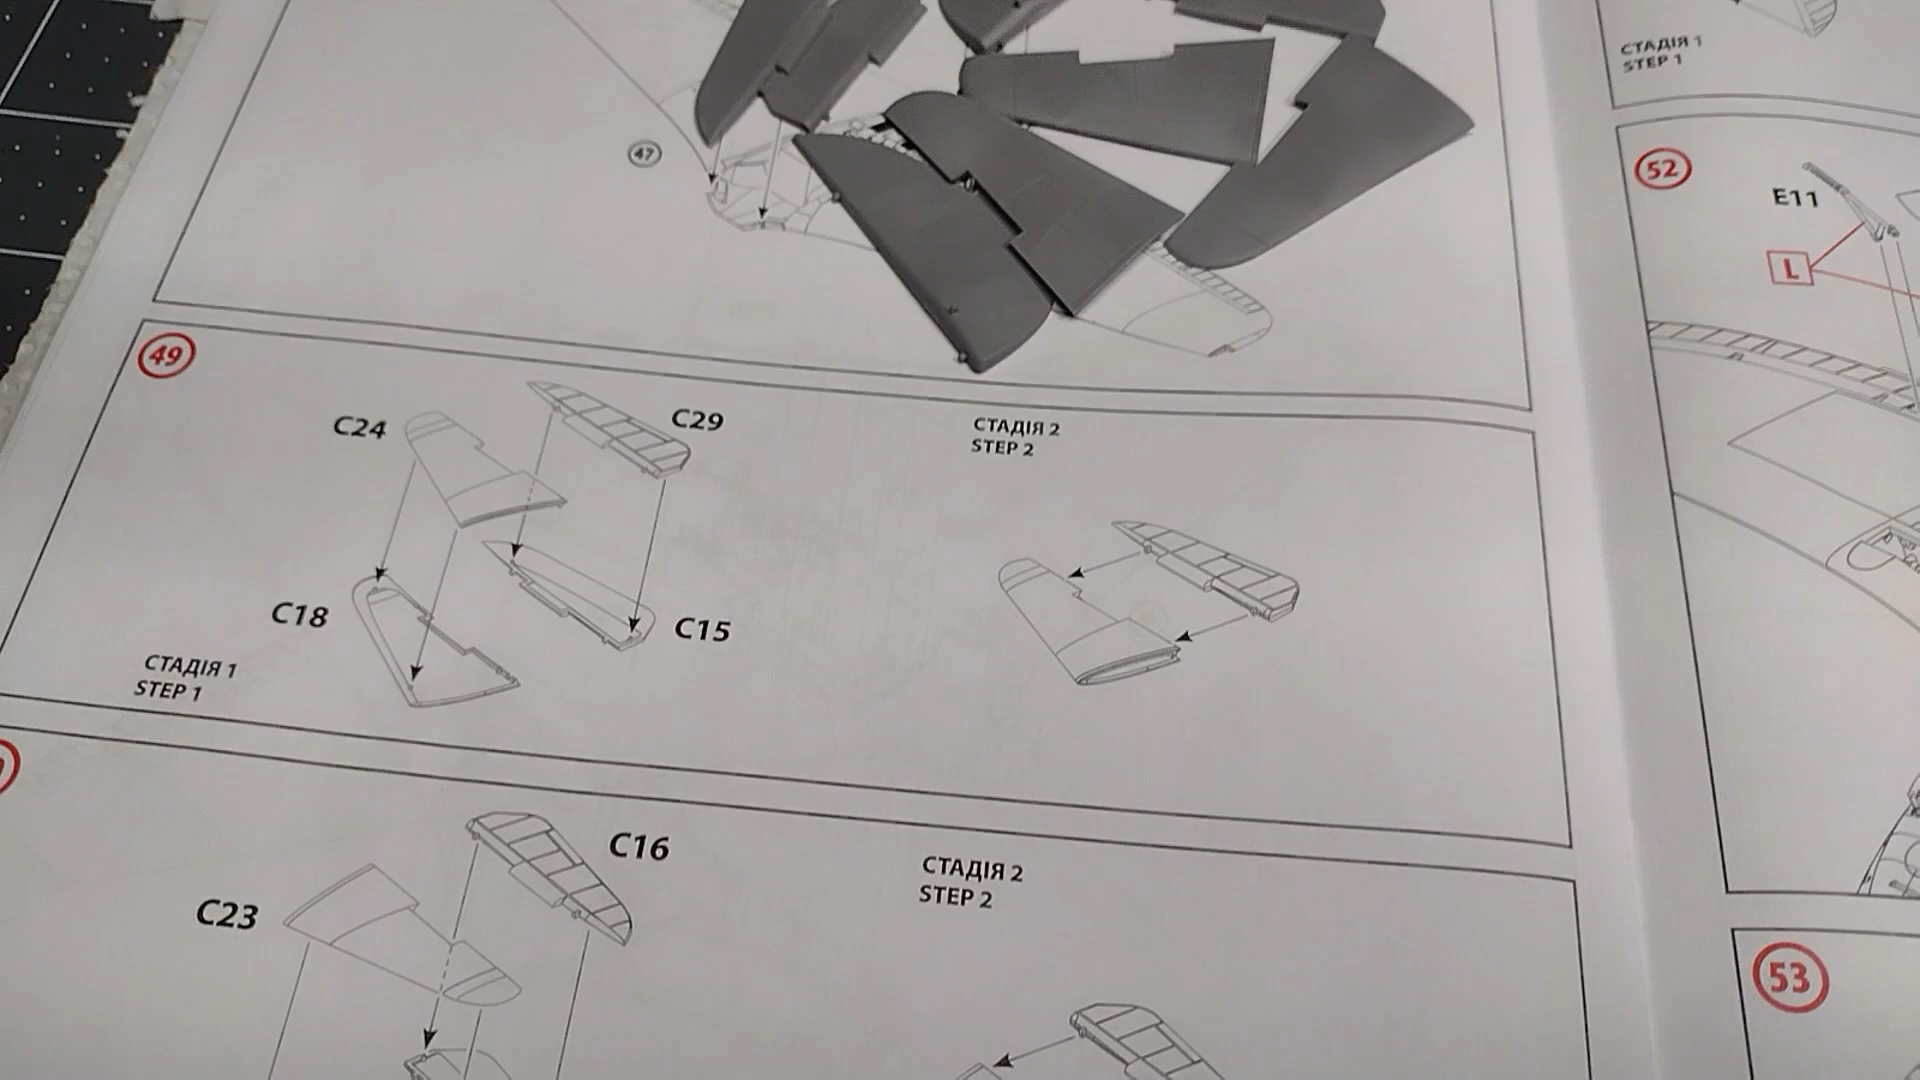 47
СТАДІЯ 1
STEP 1
52
E11
L
49
C24
C29
СТАДІЯ 2
STEP 2
C18
C15
СТАДІЯ 1
STEP 1
C16
C23
СТАДІЯ 2
STEP 2
53